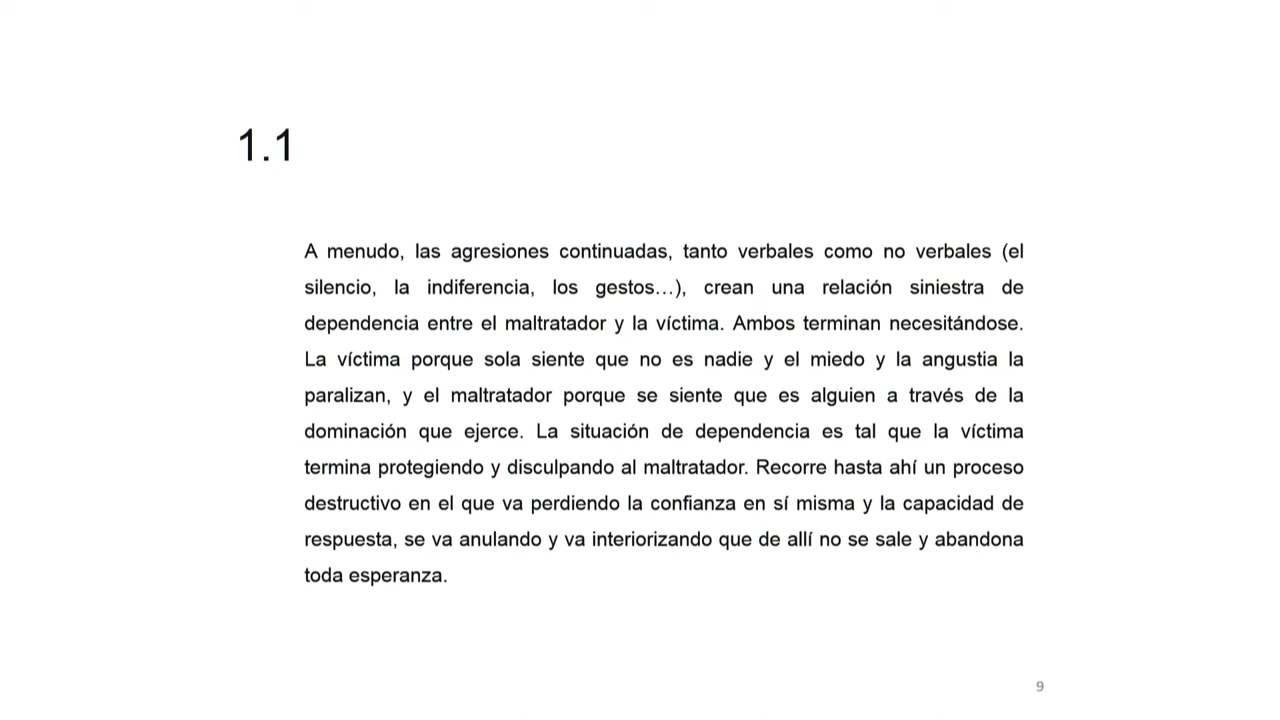 1.1
A menudo, las agresiones continuadas, tanto verbales como no verbales (el
silencio, la indiferencia, los gestos…), crean una relación siniestra de
dependencia entre el maltratador y la víctima. Ambos terminan necesitándose.
La víctima porque sola siente que no es nadie y el miedo y la angustia la
paralizan, y el maltratador porque se siente que es alguien a través de la
dominación que ejerce. La situación de dependencia es tal que la víctima
termina protegiendo y disculpando al maltratador. Recorre hasta ahí un proceso
destructivo en el que va perdiendo la confianza en sí misma y la capacidad de
respuesta, se va anulando y va interiorizando que de allí no se sale y abandona
toda esperanza.
9